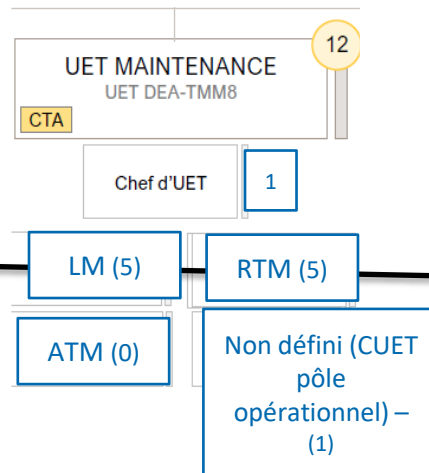 12
UET MAINTENANCE
UET DEA-TMM8
CTA
Chef d'UET
1
LM (5)
RTM (5)
ATM (0)
Non défini (CUET
pôle
opérationnel) –
(1)